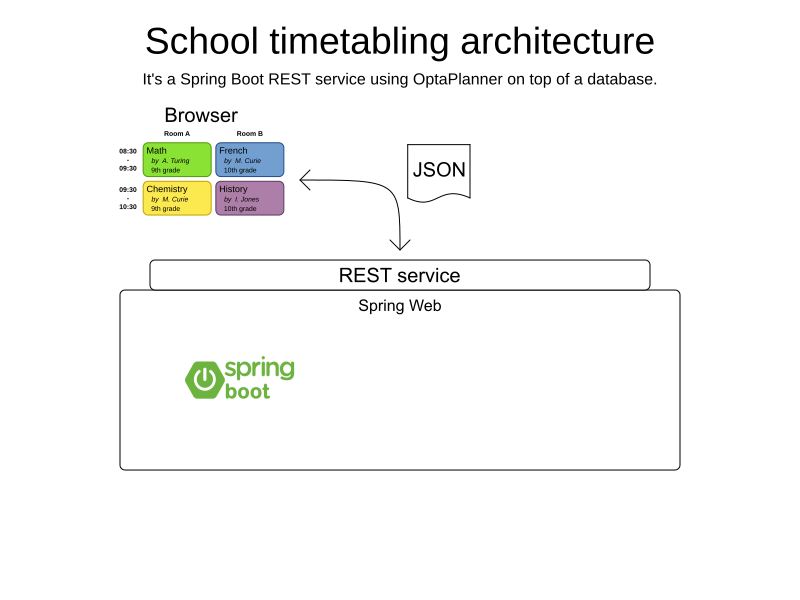 School timetabling architecture
It's a Spring Boot REST service using OptaPlanner on top of a database.
Browser
Room A
Room B
08:30
-
09:30
Math
by A. Turing
9th grade
French
by M. Curie
10th grade
09:30
-
10:30
Chemistry
by M. Curie
9th grade
History
by I. Jones
10th grade
JSON
REST service
Spring Web
spring
boot